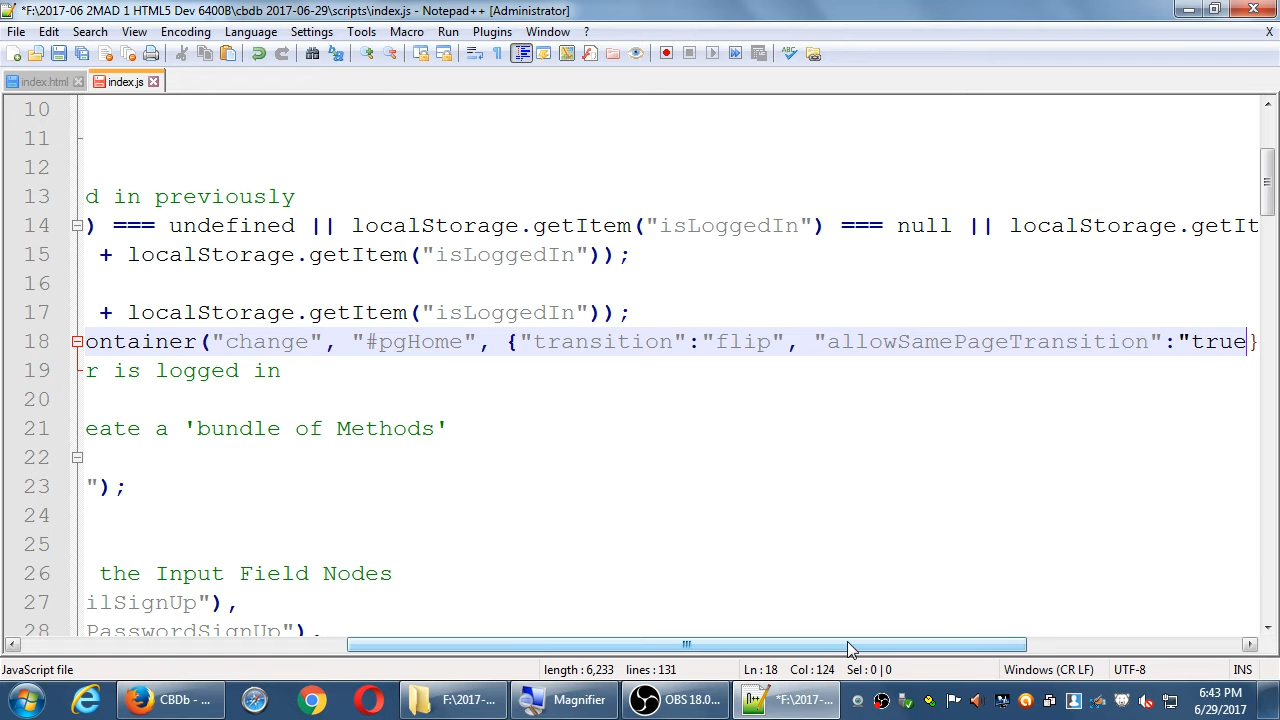 *F:\2017-06 2MAD 1 HTML5 Dev 6400B\cbdb 2017-06-29\scripts\index.js - Notepad++ [Administrator]
File Edit Search View Encoding Language Settings Tools Macro Run Plugins Window ? X
index.html index.js
10
11
12
13 d in previously
14 ) === undefined || localStorage.getItem("isLoggedIn") === null || localStorage.getIt
15 + localStorage.getItem("isLoggedIn"));
16
17 + localStorage.getItem("isLoggedIn"));
18 ontainer("change", "#pgHome", {"transition":"flip", "allowSamePageTransition":"true}
19 r is logged in
20
21 eate a 'bundle of Methods'
22
23 ");
24
25
26 the Input Field Nodes
27 ilSignUp"),
28 PasswordSignUp"),
JavaScript file length : 6,233 lines : 131 Ln : 18 Col : 124 Sel : 0 | 0 Windows (CR LF) UTF-8 INS
CBDb - ... F:\2017-... Magnifier OBS 18.0... *F:\2017-... 6:43 PM
6/29/2017